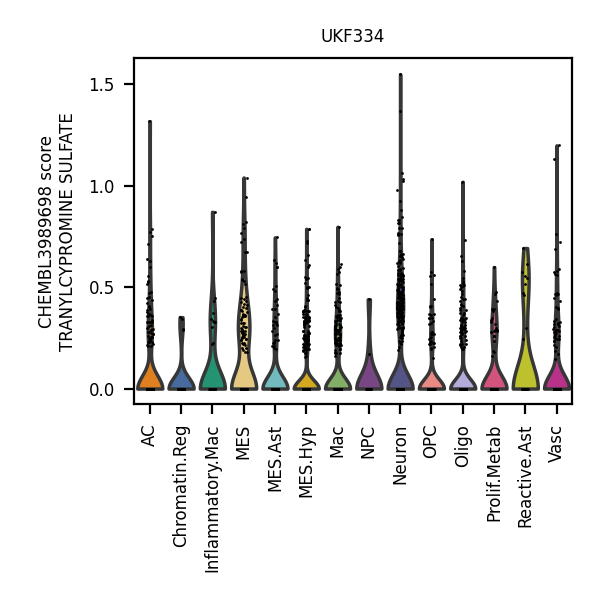 UKF334
CHEMBL3989698 score
TRANYLCYPROMINE SULFATE
1.5
1.0
0.5
0.0
AC
Chromatin.Reg
Inflammatory.Mac
MES
MES.Ast
MES.Hyp
Mac
NPC
Neuron
OPC
Oligo
Prolif.Metab
Reactive.Ast
Vasc